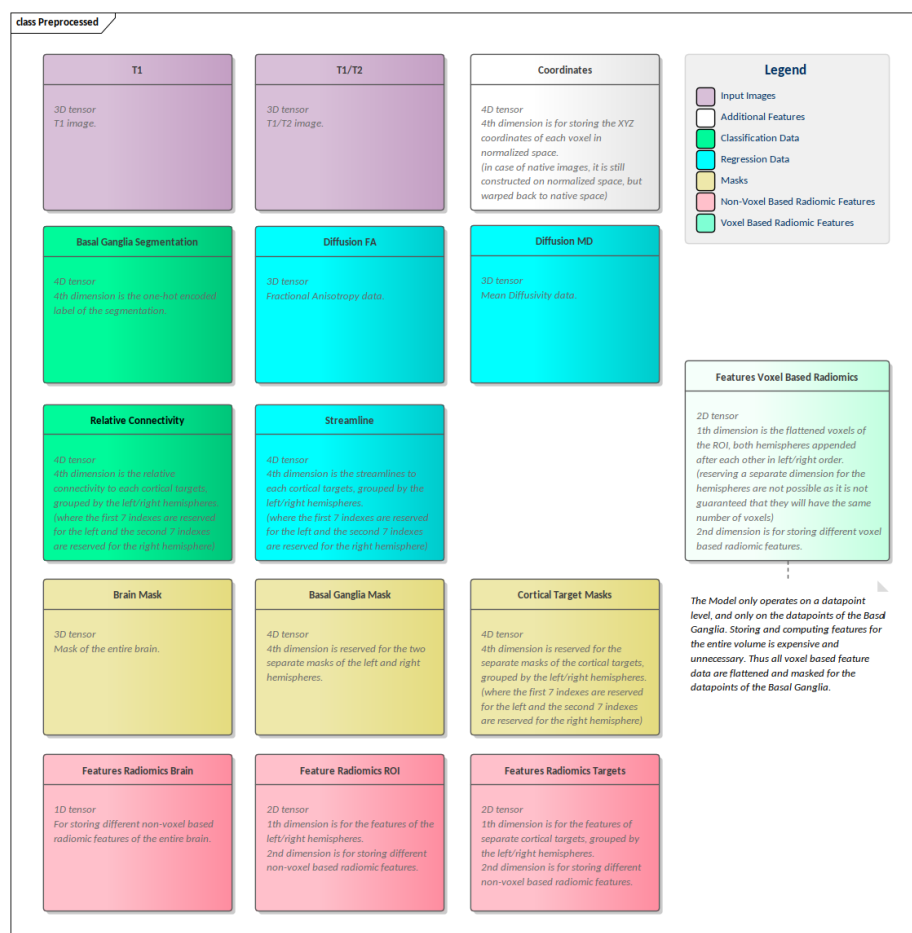 class Preprocessed
T1
3D tensor
T1 image.
T1/T2
3D tensor
T1/T2 image.
Coordinates
4D tensor
4th dimension is for storing the XYZ
coordinates of each voxel in
normalized space.
(in case of native images, it is still
constructed on normalized space, but
warped back to native space)
Legend
Input Images
Additional Features
Classification Data
Regression Data
Masks
Non-Voxel Based Radiomic Features
Voxel Based Radiomic Features
Basal Ganglia Segmentation
4D tensor
4th dimension is the one-hot encoded
label of the segmentation.
Diffusion FA
3D tensor
Fractional Anisotropy data.
Diffusion MD
3D tensor
Mean Diffusivity data.
Features Voxel Based Radiomics
2D tensor
1th dimension is the flattened voxels of
the ROI, both hemispheres appended
after each other in left/right order.
(reserving a separate dimension for the
hemispheres are not possible as it is not
guaranteed that they will have the same
number of voxels)
2nd dimension is for storing different voxel
based radiomic features.
Relative Connectivity
4D tensor
4th dimension is the relative
connectivity to each cortical targets,
grouped by the left/right hemispheres.
(where the first 7 indexes are reserved
for the left and the second 7 indexes
are reserved for the right hemisphere)
Streamline
4D tensor
4th dimension is the streamlines to
each cortical targets, grouped by the
left/right hemispheres.
(where the first 7 indexes are reserved
for the left and the second 7 indexes
are reserved for the right hemisphere)
Brain Mask
3D tensor
Mask of the entire brain.
Basal Ganglia Mask
4D tensor
4th dimension is reserved for the two
separate masks of the left and right
hemispheres.
Cortical Target Masks
4D tensor
4th dimension is reserved for the
separate masks of the cortical targets,
grouped by the left/right hemispheres.
(where the first 7 indexes are reserved
for the left and the second 7 indexes
are reserved for the right hemisphere)
The Model only operates on a datapoint
level, and only on the datapoints of the Basal
Ganglia. Storing and computing features for
the entire volume is expensive and
unnecessary. Thus all voxel based feature
data are flattened and masked for the
datapoints of the Basal Ganglia.
Features Radiomics Brain
1D tensor
For storing different non-voxel based
radiomic features of the entire brain.
Feature Radiomics ROI
2D tensor
1th dimension is for the features of the
left/right hemispheres.
2nd dimension is for storing different
non-voxel based radiomic features.
Features Radiomics Targets
2D tensor
1th dimension is for the features of
separate cortical targets, grouped by
the left/right hemispheres.
2nd dimension is for storing different
non-voxel based radiomic features.